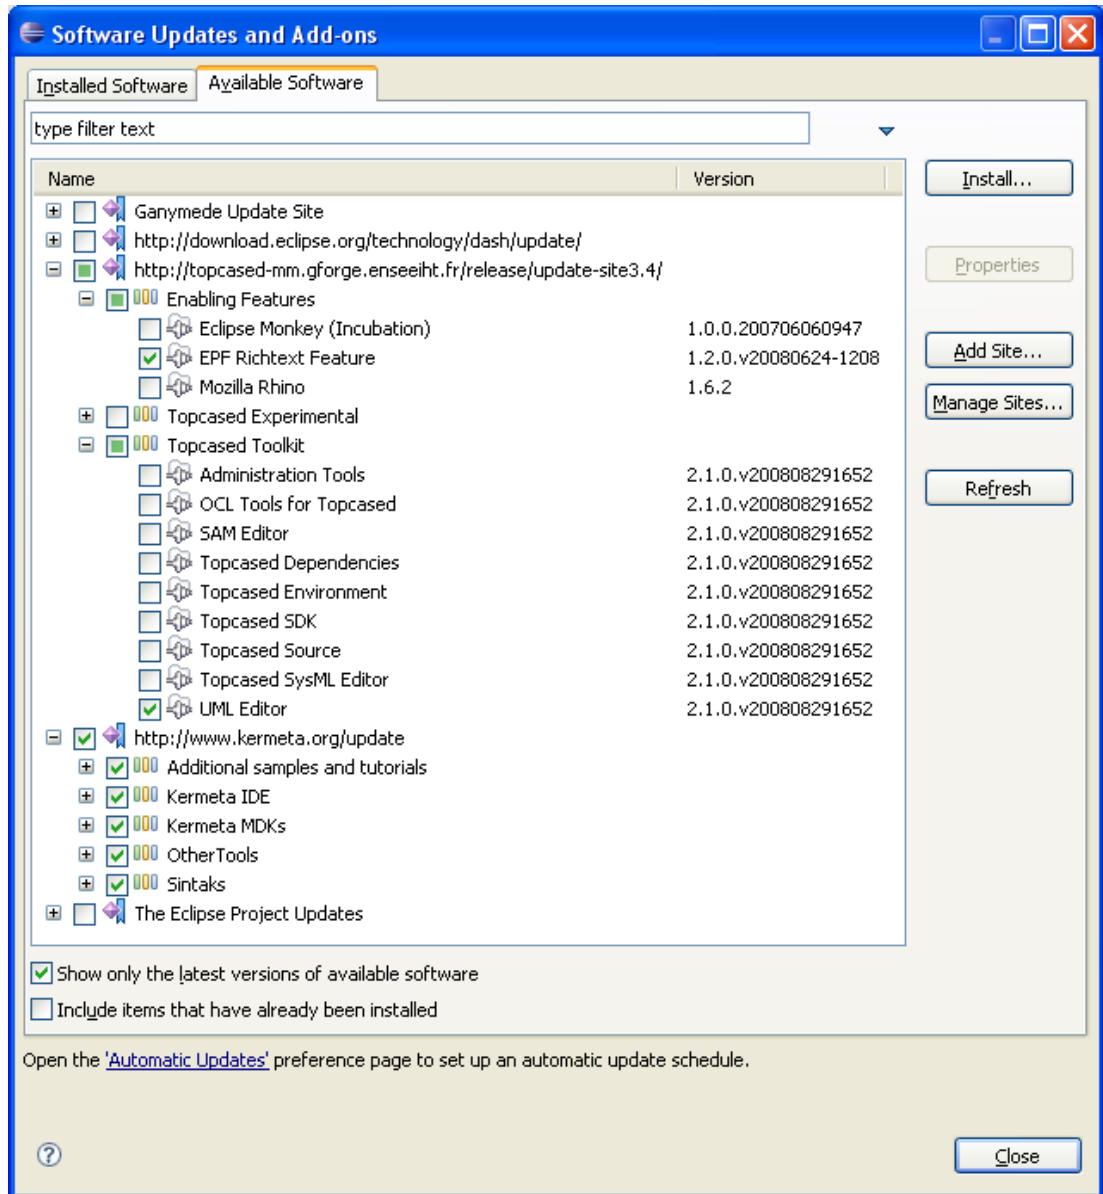 Software Updates and Add-ons
Installed Software
Available Software
type filter text
Name Version
Install...
Ganymede Update Site
http://download.eclipse.org/technology/dash/update/
http://topcased-mm.gforge.enseeiht.fr/release/update-site3.4/
Properties
Enabling Features
Eclipse Monkey (Incubation) 1.0.0.200706060947
EPF Richtext Feature 1.2.0.v20080624-1208
Add Site...
Mozilla Rhino 1.6.2
Manage Sites...
Topcased Experimental
Topcased Toolkit
Administration Tools 2.1.0.v200808291652
Refresh
OCL Tools for Topcased 2.1.0.v200808291652
SAM Editor 2.1.0.v200808291652
Topcased Dependencies 2.1.0.v200808291652
Topcased Environment 2.1.0.v200808291652
Topcased SDK 2.1.0.v200808291652
Topcased Source 2.1.0.v200808291652
Topcased SysML Editor 2.1.0.v200808291652
UML Editor 2.1.0.v200808291652
http://www.kermeta.org/update
Additional samples and tutorials
Kermeta IDE
Kermeta MDKs
OtherTools
Sintaks
The Eclipse Project Updates
Show only the latest versions of available software
Include items that have already been installed
Open the 'Automatic Updates' preference page to set up an automatic update schedule.
?
Close